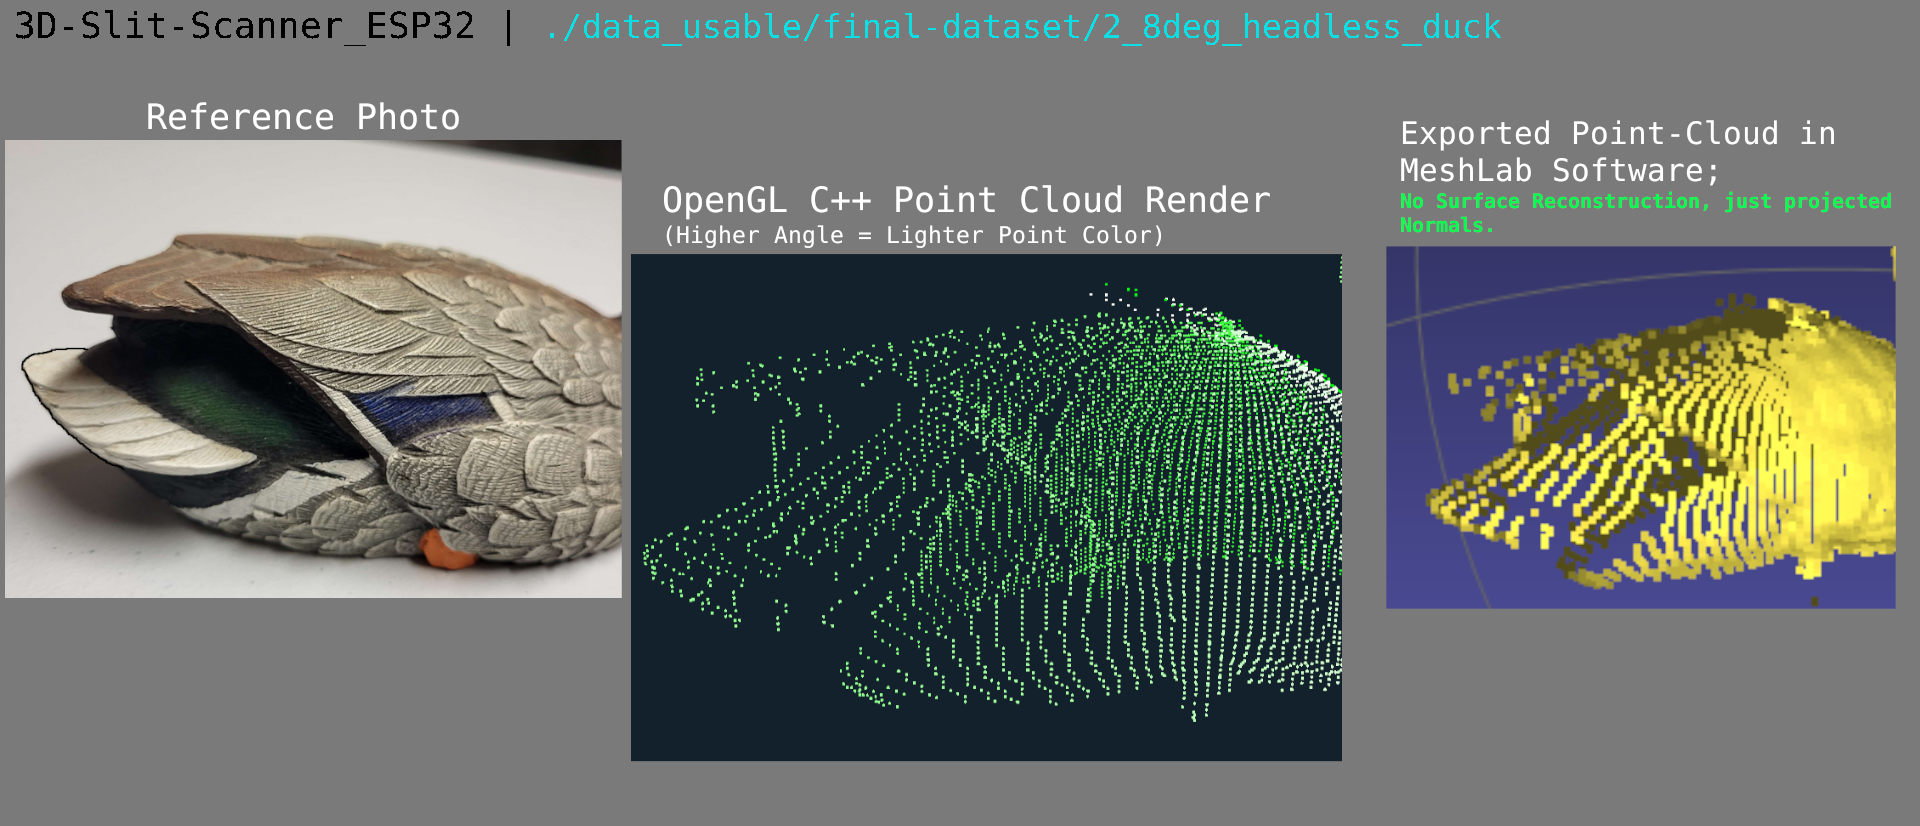 3D-Slit-Scanner_ESP32 | ./data_usable/final-dataset/2_8deg_headless_duck
Reference Photo
OpenGL C++ Point Cloud Render
(Higher Angle = Lighter Point Color)
Exported Point-Cloud in
MeshLab Software;
No Surface Reconstruction, just projected
Normals.